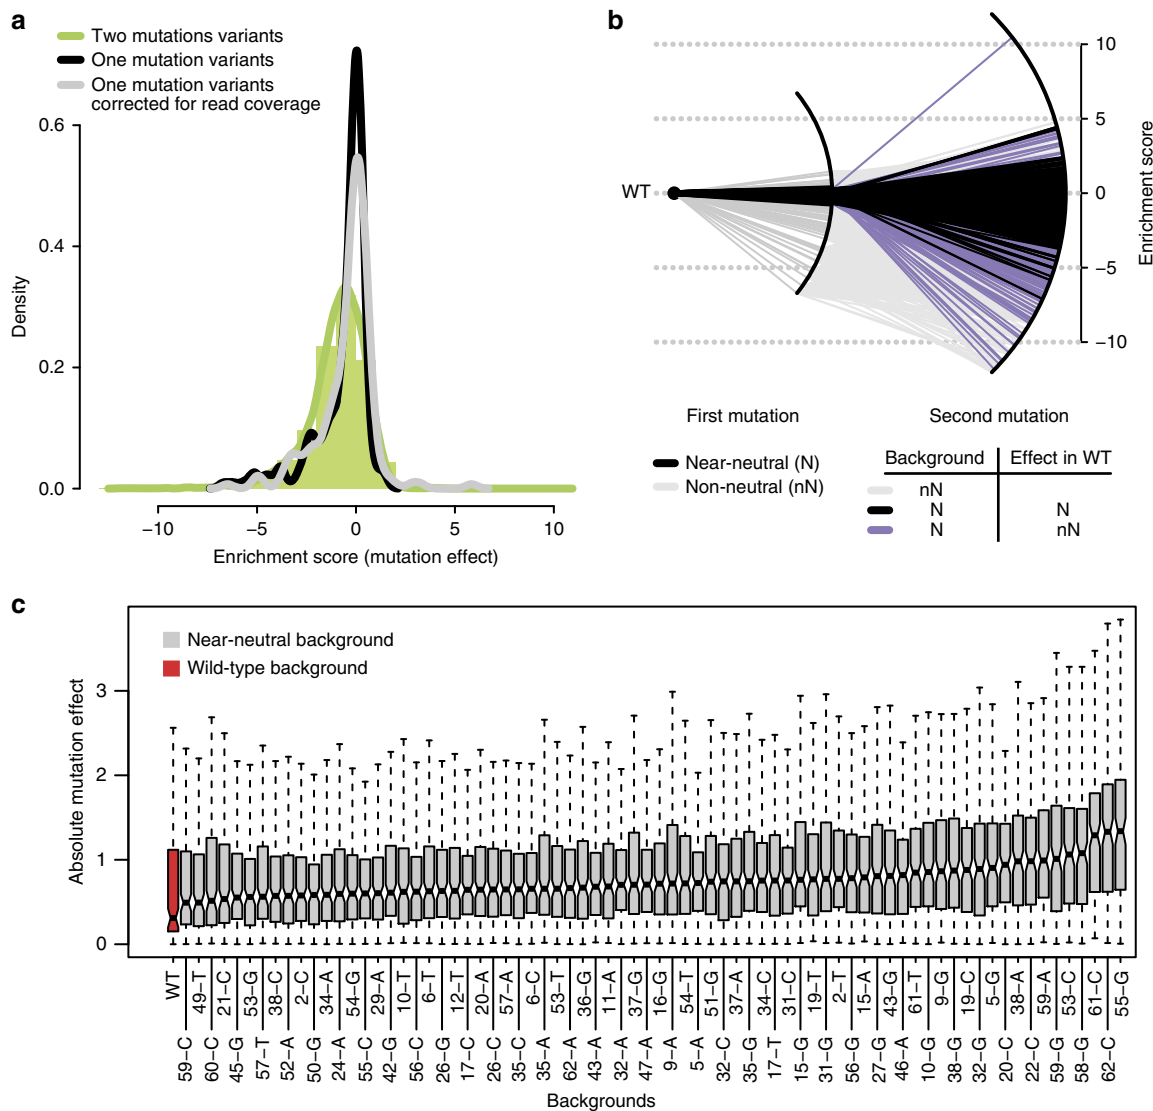 a
Two mutations variants
One mutation variants
One mutation variants
corrected for read coverage
Density
0.6
0.4
0.2
0.0
−10
−5
0
5
10
Enrichment score (mutation effect)
b
WT
10
5
0
−5
−10
Enrichment score
First mutation
Second mutation
Near-neutral (N)
Non-neutral (nN)
Background Effect in WT
nN
N N
N nN
c
Near-neutral background
Wild-type background
Absolute mutation effect
3
2
1
0
WT
59–C
49–T
60–C
21–C
45–G
53–G
57–T
38–C
52–A
2–C
50–G
34–A
24–A
54–G
55–C
29–A
42–G
10–T
56–G
6–T
26–G
12–T
17–C
20–A
26–C
57–A
35–C
6–C
35–A
53–T
62–A
36–G
43–A
11–A
32–A
37–G
47–A
16–G
9–A
54–T
5–A
51–G
32–C
37–A
35–G
34–C
17–T
31–C
15–G
19–T
31–G
2–T
56–G
15–A
27–G
43–G
46–A
61–T
10–G
9–G
38–G
19–C
32–G
5–G
20–C
38–A
22–C
59–A
59–G
53–C
58–G
61–C
62–C
55–G
Backgrounds